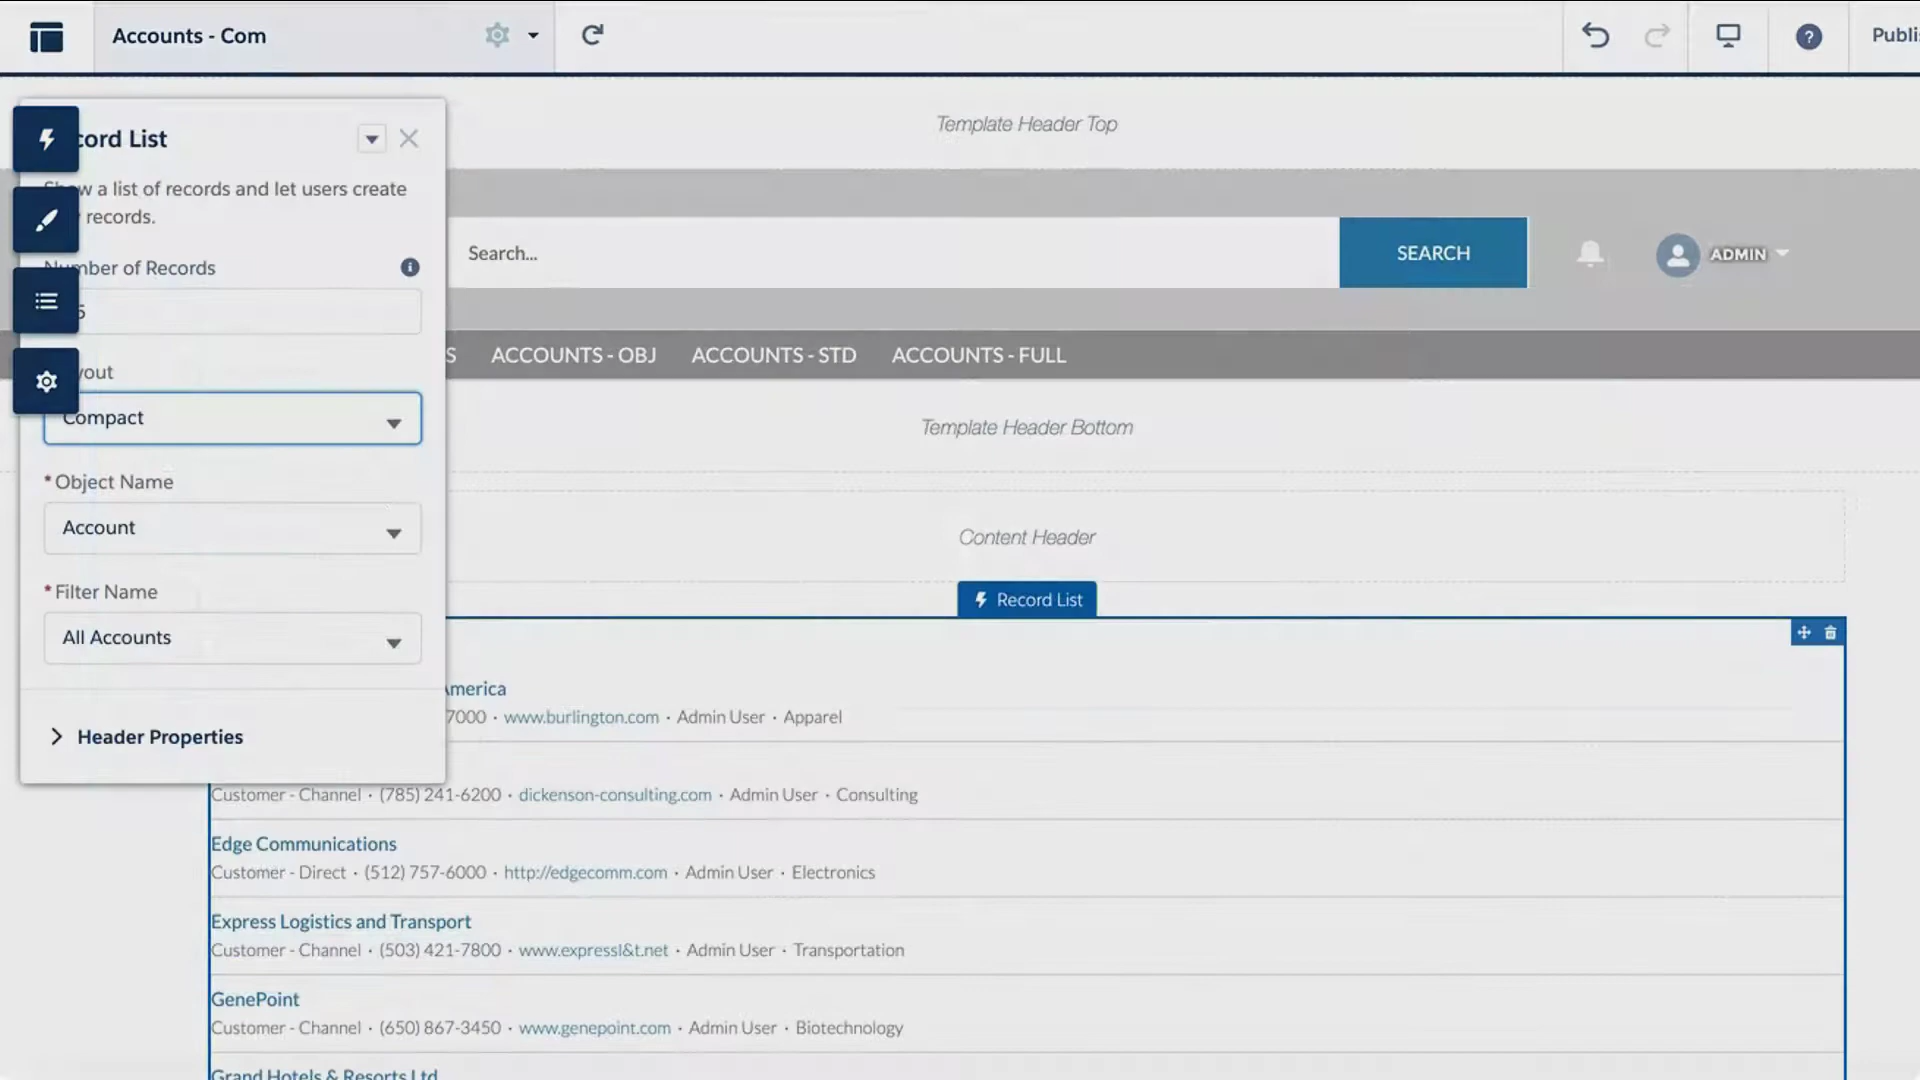 Accounts - Com
Publi
Template Header Top
cord List
Show a list of records and let users create
records.
Number of Records
5
Search...
SEARCH
ADMIN
S
ACCOUNTS - OBJ
ACCOUNTS - STD
ACCOUNTS - FULL
yout
Compact
Template Header Bottom
* Object Name
Account
Content Header
* Filter Name
All Accounts
Record List
America
7000 · www.burlington.com · Admin User · Apparel
Header Properties
Customer - Channel · (785) 241-6200 · dickenson-consulting.com · Admin User · Consulting
Edge Communications
Customer - Direct · (512) 757-6000 · http://edgecomm.com · Admin User · Electronics
Express Logistics and Transport
Customer - Channel · (503) 421-7800 · www.expressl&t.net · Admin User · Transportation
GenePoint
Customer - Channel · (650) 867-3450 · www.genepoint.com · Admin User · Biotechnology
Grand Hotels & Resorts Ltd